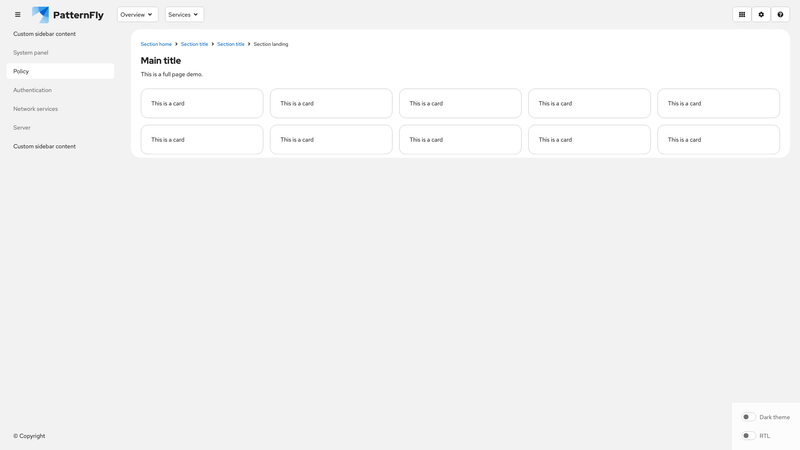 PatternFly
Overview
Services
Custom sidebar content
System panel
Policy
Authentication
Network services
Server
Custom sidebar content
© Copyright
Section home > Section title > Section title > Section landing
Main title
This is a full page demo.
This is a card
This is a card
This is a card
This is a card
This is a card
This is a card
This is a card
This is a card
This is a card
This is a card
Dark theme
RTL